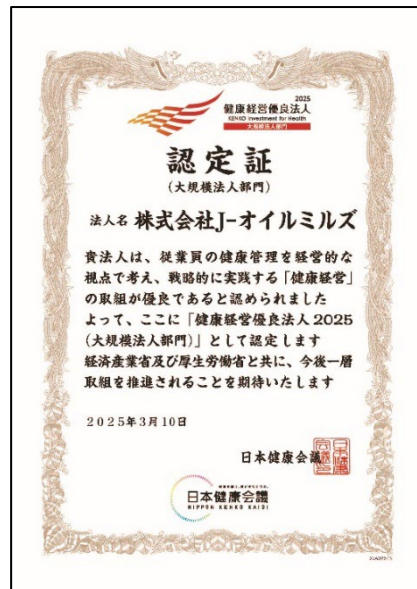 2025
健康経営優良法人
KENKO Investment for Health
大規模法人部門
認定証
(大規模法人部門)
法人名 株式会社J-オイルミルズ
貴法人は、従業員の健康管理を経営的な
視点で考え、戦略的に実践する「健康経営」
の取組が優良であると認められました
よって、ここに「健康経営優良法人2025
(大規模法人部門)」として認定します
経済産業省及び厚生労働省と共に、今後一層
取組を推進されることを期待いたします
2025年3月10日
日本健康会議
日本健康会議
NIPPON KENKO KAIGI